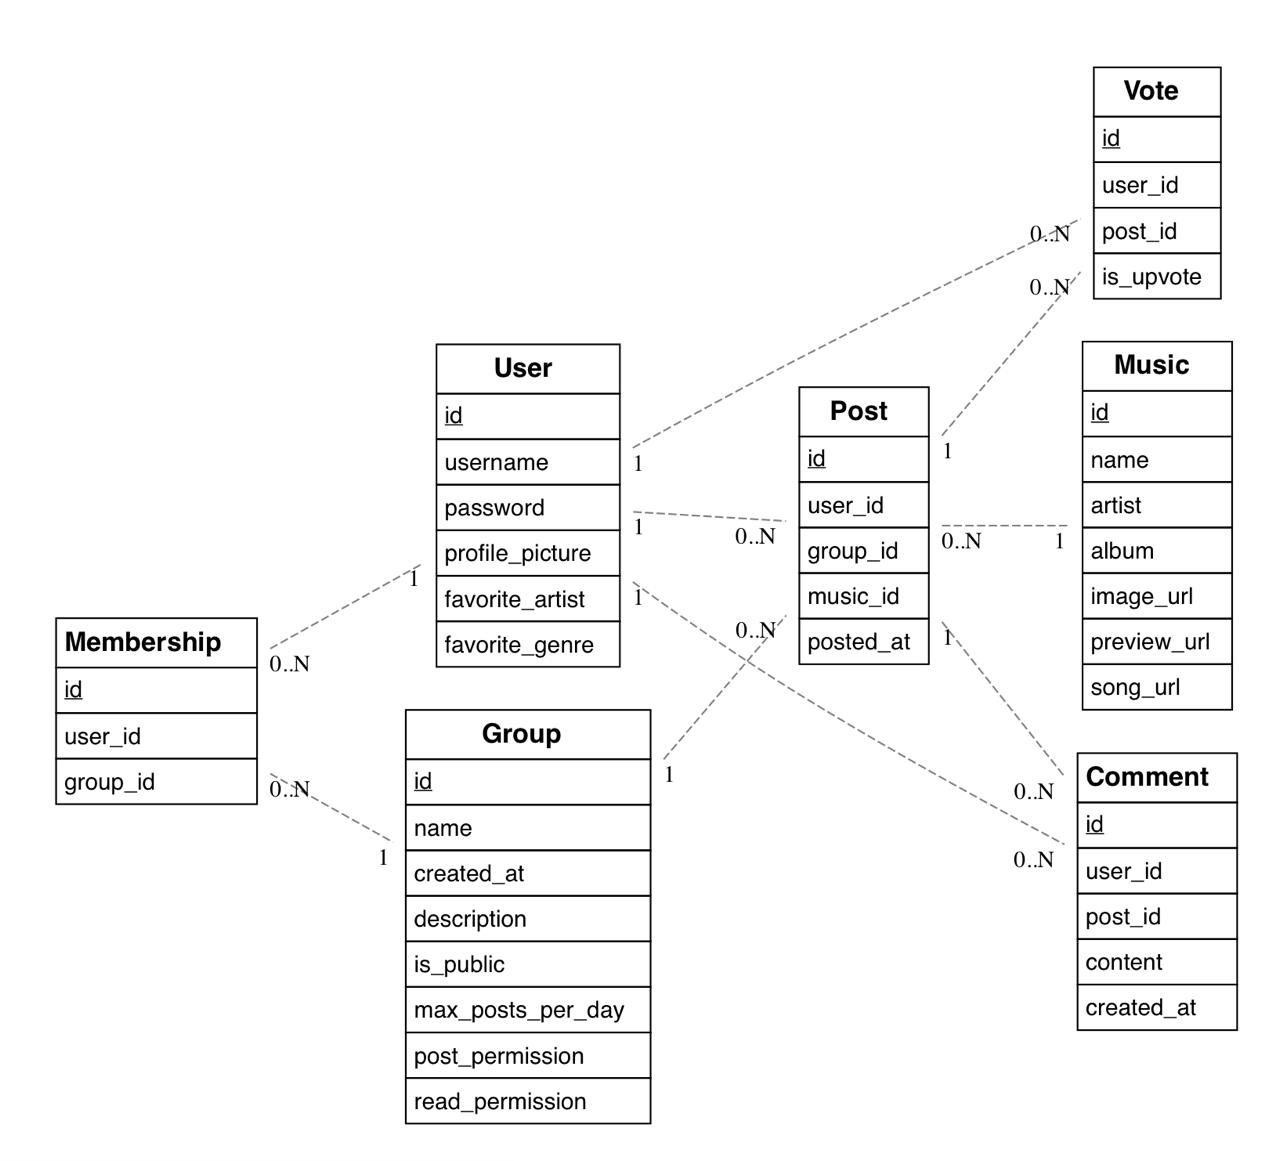 Vote
id
user_id
post_id
is_upvote
0..N
0..N
User
id
username
password
profile_picture
favorite_artist
favorite_genre
1
1
1
1
0..N
0..N
Post
id
user_id
group_id
music_id
posted_at
1
0..N
1
1
Music
id
name
artist
album
image_url
preview_url
song_url
Membership
id
user_id
group_id
0..N
0..N
1
Group
id
name
created_at
description
is_public
max_posts_per_day
post_permission
read_permission
1
0..N
0..N
Comment
id
user_id
post_id
content
created_at